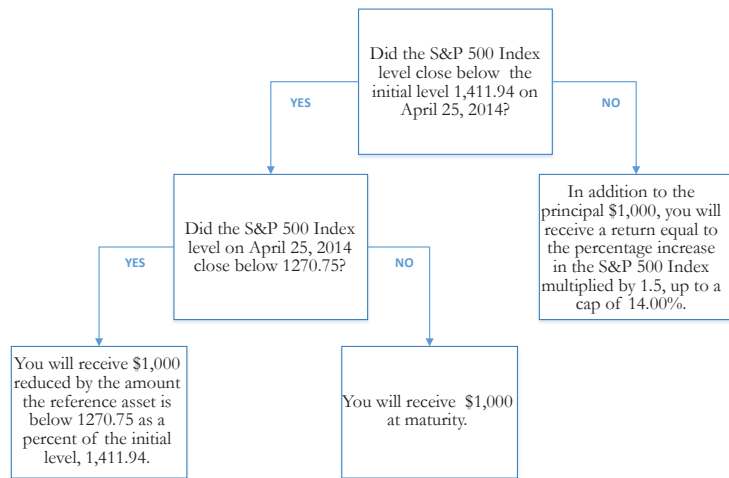 Did the S&P 500 Index
level close below the
initial level 1,411.94 on
April 25, 2014?
YES
NO
Did the S&P 500 Index
level on April 25, 2014
close below 1270.75?
In addition to the
principal $1,000, you will
receive a return equal to
the percentage increase
in the S&P 500 Index
multiplied by 1.5, up to a
cap of 14.00%.
YES
NO
You will receive $1,000
reduced by the amount
the reference asset is
below 1270.75 as a
percent of the initial
level, 1,411.94.
You will receive $1,000
at maturity.